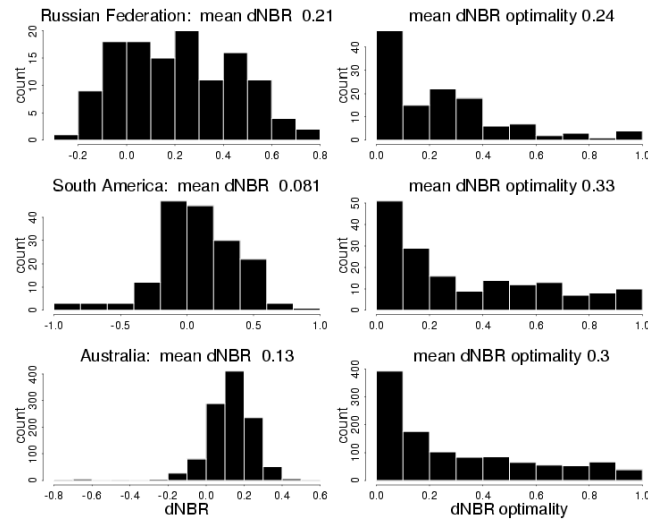 Russian Federation: mean dNBR 0.21
mean dNBR optimality 0.24
count
0 5 10 15 20
-0.2 0.0 0.2 0.4 0.6 0.8
count
0 10 20 30 40
0.0 0.2 0.4 0.6 0.8 1.0
South America: mean dNBR 0.081
mean dNBR optimality 0.33
count
0 10 20 30 40
-1.0 -0.5 0.0 0.5 1.0
count
0 10 20 30 40 50
0.0 0.2 0.4 0.6 0.8 1.0
Australia: mean dNBR 0.13
mean dNBR optimality 0.3
count
0 100 200 300 400
-0.8 -0.6 -0.4 -0.2 0.0 0.2 0.4 0.6
dNBR
count
0 100 200 300 400
0.0 0.2 0.4 0.6 0.8 1.0
dNBR optimality